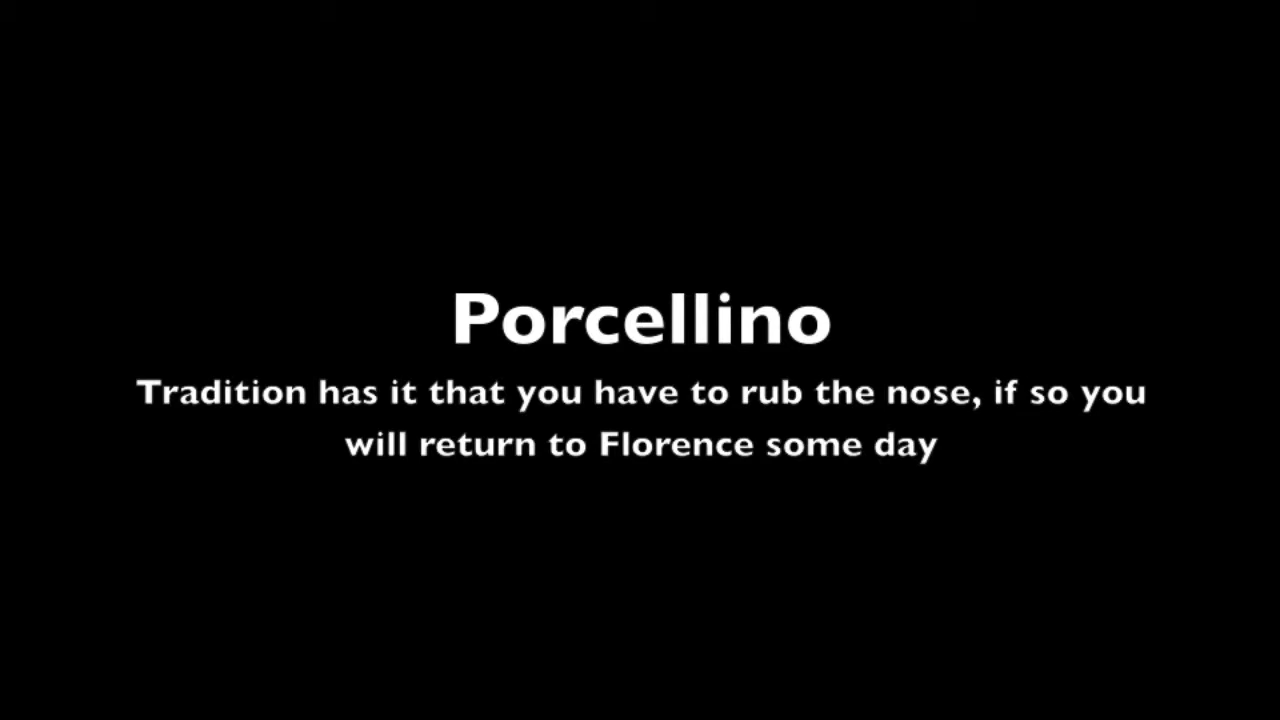 Porcellino
Tradition has it that you have to rub the nose, if so you
will return to Florence some day